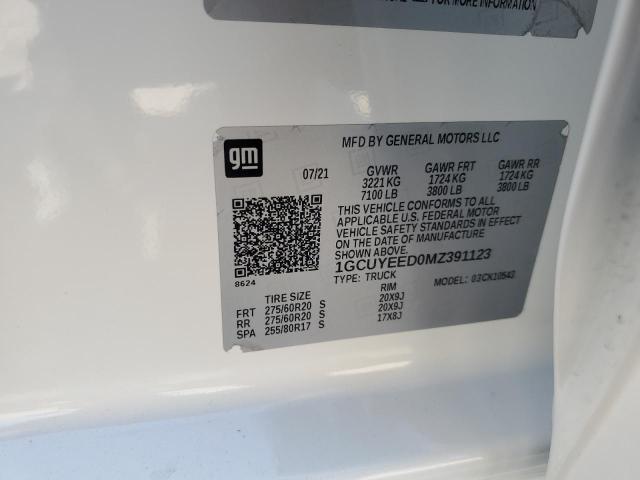 FOR MORE INFORMATION
gm
MFD BY GENERAL MOTORS LLC
07/21 GVWR GAWR FRT GAWR RR
3221 KG 1724 KG 1724 KG
7100 LB 3800 LB 3800 LB
THIS VEHICLE CONFORMS TO ALL
APPLICABLE U.S. FEDERAL MOTOR
VEHICLE SAFETY STANDARDS IN EFFECT
ON THE DATE OF MANUFACTURE SHOWN
ABOVE.
1GCUYEED0MZ391123
TYPE: TRUCK MODEL: 03CK10543
8624
TIRE SIZE RIM
FRT 275/60R20 S 20X9J
RR 275/60R20 S 20X9J
SPA 255/80R17 S 17X8J